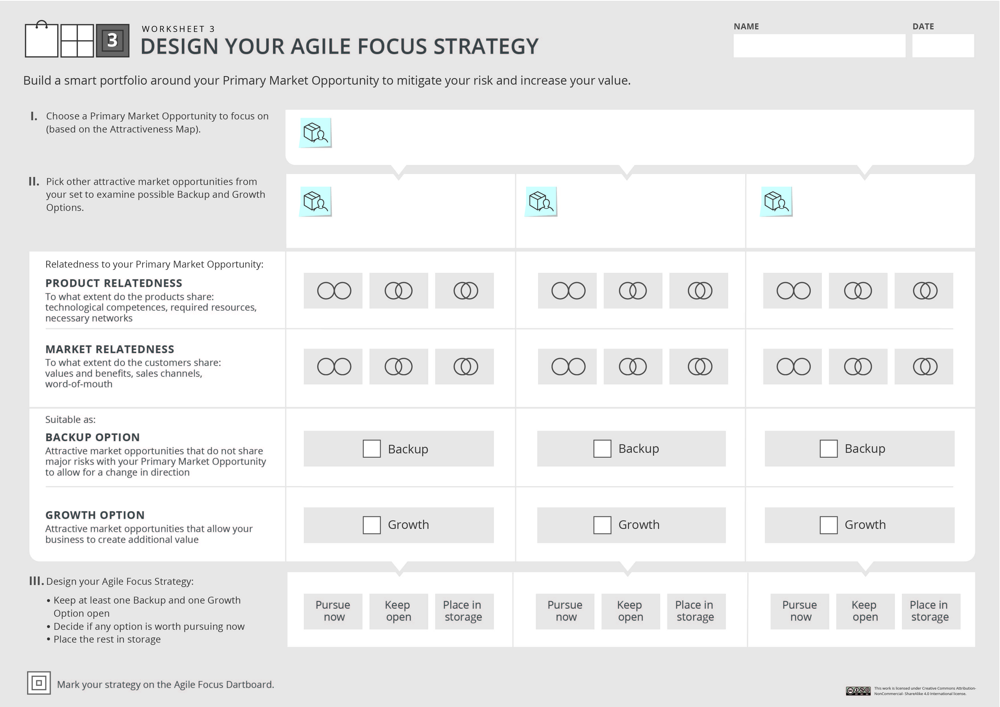 WORKSHEET 3
3
DESIGN YOUR AGILE FOCUS STRATEGY
NAME
DATE
Build a smart portfolio around your Primary Market Opportunity to mitigate your risk and increase your value.
I. Choose a Primary Market Opportunity to focus on
(based on the Attractiveness Map).
II. Pick other attractive market opportunities from
your set to examine possible Backup and Growth
Options.
Relatedness to your Primary Market Opportunity:
PRODUCT RELATEDNESS
To what extent do the products share:
technological competences, required resources,
necessary networks
MARKET RELATEDNESS
To what extent do the customers share:
values and benefits, sales channels,
word-of-mouth
Suitable as:
BACKUP OPTION
Attractive market opportunities that do not share
major risks with your Primary Market Opportunity
to allow for a change in direction
Backup
Backup
Backup
GROWTH OPTION
Attractive market opportunities that allow your
business to create additional value
Growth
Growth
Growth
III. Design your Agile Focus Strategy:
• Keep at least one Backup and one Growth
Option open
• Decide if any option is worth pursuing now
• Place the rest in storage
Pursue
now
Keep
open
Place in
storage
Pursue
now
Keep
open
Place in
storage
Pursue
now
Keep
open
Place in
storage
Mark your strategy on the Agile Focus Dartboard.
cc
BY NC SA
This work is licensed under Creative Commons Attribution-
NonCommercial- ShareAlike 4.0 International license.